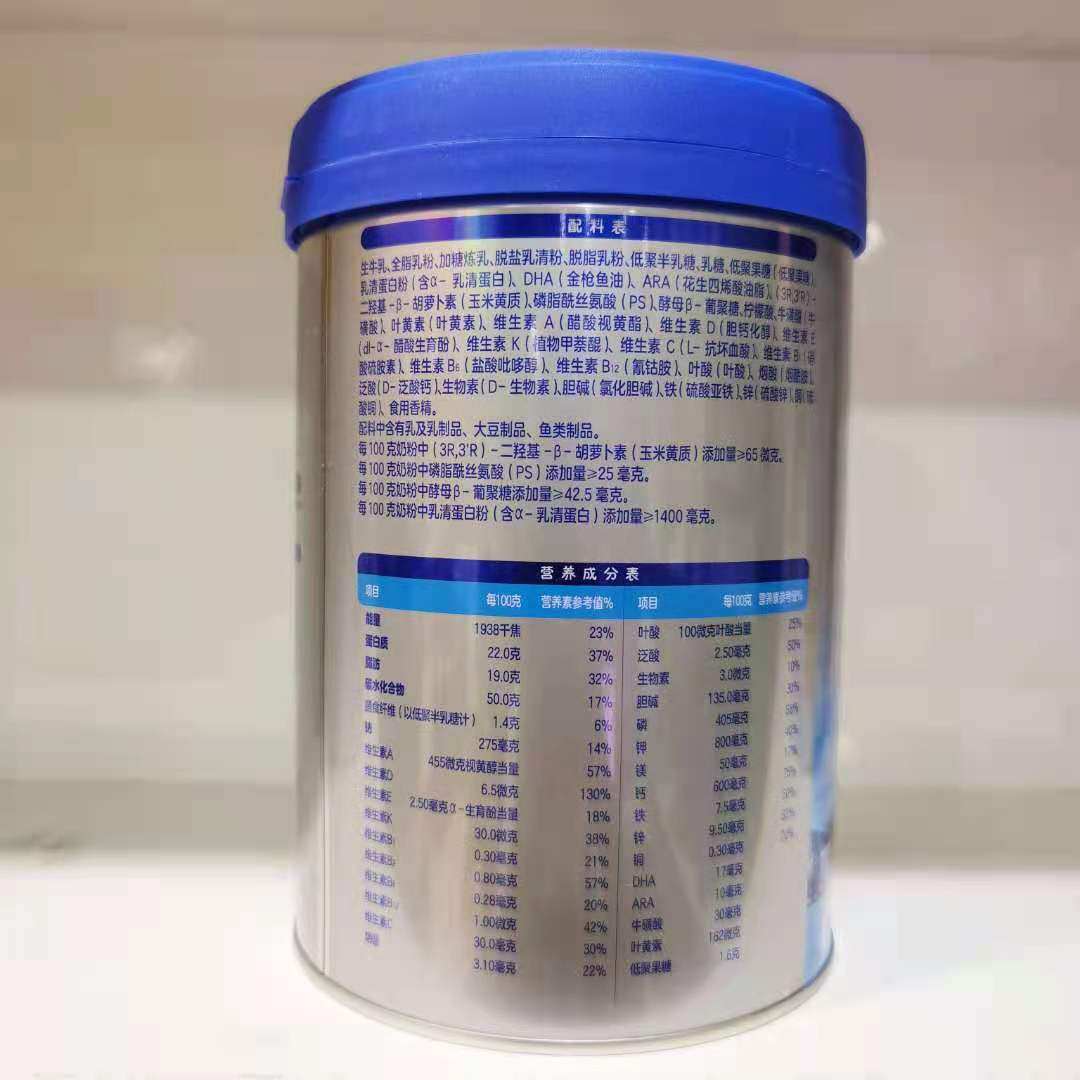 配料表
生牛乳、全脂乳粉、加糖炼乳、脱盐乳清粉、脱脂乳粉、低聚半乳糖、乳糖、低聚果糖(低聚果糖)、
乳清蛋白粉(含α-乳清蛋白)、DHA(金枪鱼油)、ARA(花生四烯酸油脂)、(3R,3'R)-
二羟基-β-胡萝卜素(玉米黄质)、磷脂酰丝氨酸(PS)、酵母β-葡聚糖、柠檬酸、牛磺酸(牛
磺酸)、叶黄素(叶黄素)、维生素A(醋酸视黄酯)、维生素D(胆钙化醇)、维生素E
(dl-α-醋酸生育酚)、维生素K(植物甲萘醌)、维生素C(L-抗坏血酸)、维生素B₁(硝
酸硫胺素)、维生素B₆(盐酸吡哆醇)、维生素B₁₂(氰钴胺)、叶酸(叶酸)、烟酸(烟酰胺)、
泛酸(D-泛酸钙)、生物素(D-生物素)、胆碱(氯化胆碱)、铁(硫酸亚铁)、锌(硫酸锌)、铜(硫
酸铜)、食用香精。
配料中含有乳及乳制品、大豆制品、鱼类制品。
每100克奶粉中(3R,3'R)-二羟基-β-胡萝卜素(玉米黄质)添加量≥65微克。
每100克奶粉中磷脂酰丝氨酸(PS)添加量≥25毫克。
每100克奶粉中酵母β-葡聚糖添加量≥42.5毫克。
每100克奶粉中乳清蛋白粉(含α-乳清蛋白)添加量≥1400毫克。
营养成分表
项目 每100克 营养素参考值% 项目 每100克 营养素参考值%
能量 1938千焦 23% 叶酸 100微克叶酸当量 25%
蛋白质 22.0克 37% 泛酸 2.50毫克 50%
脂肪 19.0克 32% 生物素 3.0微克 10%
碳水化合物 50.0克 17% 胆碱 135.0毫克 30%
膳食纤维(以低聚半乳糖计) 1.4克 6% 磷 405毫克 58%
钠 275毫克 14% 钾 800毫克 40%
维生素A 455微克视黄醇当量 57% 镁 50毫克 17%
维生素D 6.5微克 130% 钙 600毫克 75%
维生素E 2.50毫克α-生育酚当量 18% 铁 7.5毫克 50%
维生素K 30.0微克 38% 锌 9.50毫克
维生素B₁ 0.30毫克 21% 铜 0.30毫克 20%
维生素B₂ 0.80毫克 57% DHA 17毫克
维生素B₆ 0.28毫克 20% ARA 10毫克
维生素B₁₂ 1.00微克 42% 牛磺酸 30毫克
维生素C 30.0毫克 30% 叶黄素 162微克
烟酸 3.10毫克 22% 低聚果糖 1.6克